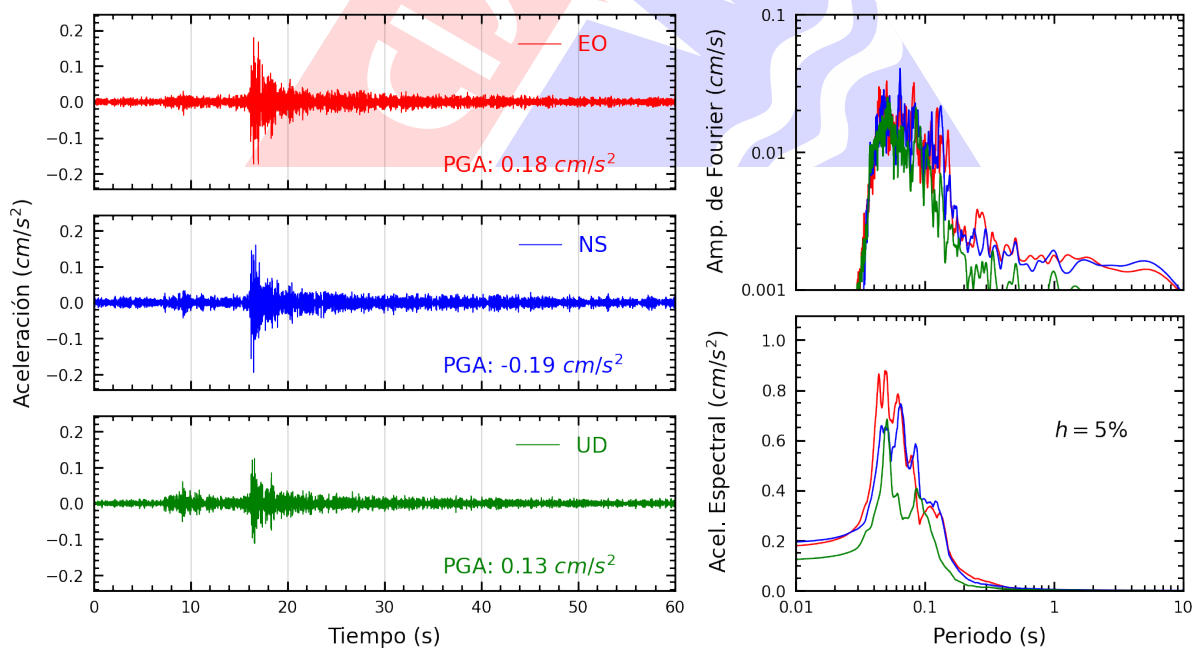 Aceleración (cm/s²)
0.2
0.1
0.0
−0.1
−0.2
EO
PGA: 0.18 cm/s²
0.2
0.1
0.0
−0.1
−0.2
NS
PGA: -0.19 cm/s²
0.2
0.1
0.0
−0.1
−0.2
UD
PGA: 0.13 cm/s²
0 10 20 30 40 50 60
Tiempo (s)
Amp. de Fourier (cm/s)
0.1
0.01
0.001
Acel. Espectral (cm/s²)
1.0
0.8
0.6
0.4
0.2
0.0
h = 5%
0.01 0.1 1 10
Periodo (s)